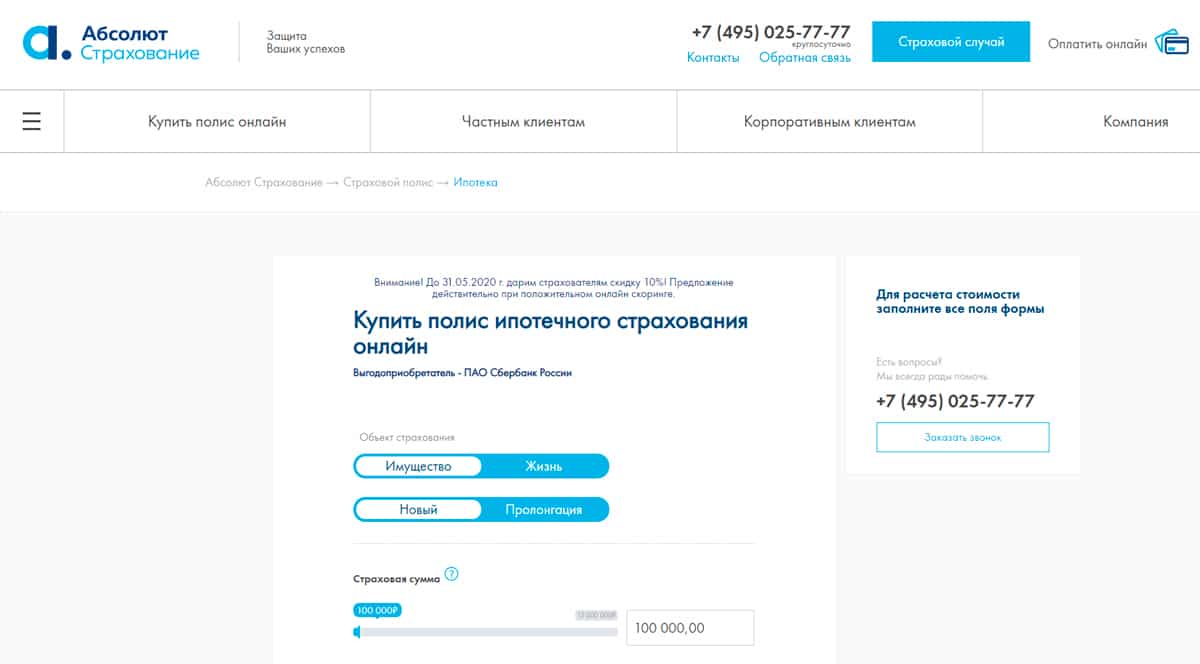 Абсолют
Страхование
Защита
Ваших успехов
+7 (495) 025-77-77
круглосуточно
Контакты Обратная связь
Страховой случай
Оплатить онлайн
Купить полис онлайн
Частным клиентам
Корпоративным клиентам
Компания
Абсолют Страхование → Страховой полис → Ипотека
Внимание! До 31.05.2020 г. дарим страхователям скидку 10%! Предложение
действительно при положительном онлайн скоринге.
Купить полис ипотечного страхования
онлайн
Выгодоприобретатель - ПАО Сбербанк России
Объект страхования
Имущество Жизнь
Новый Пролонгация
Страховая сумма ?
100 000₽
100 000,00
Для расчета стоимости
заполните все поля формы
Есть вопросы?
Мы всегда рады помочь.
+7 (495) 025-77-77
Заказать звонок